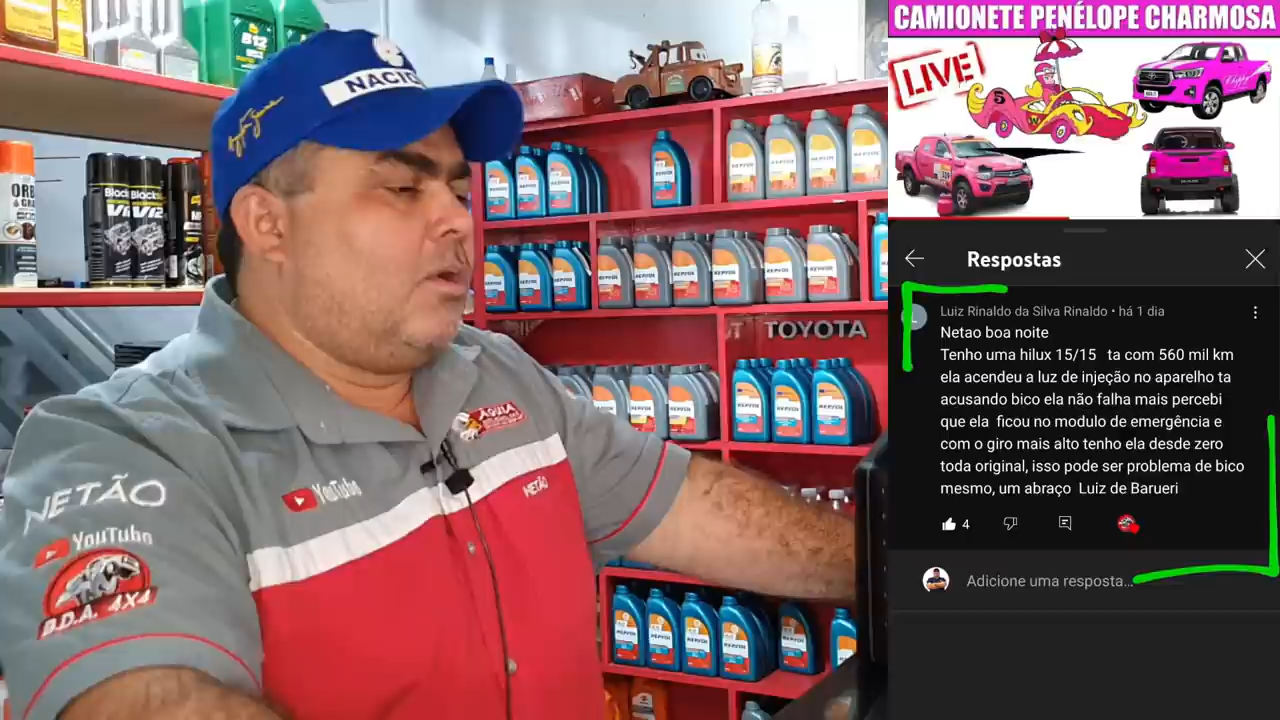 CAMIONETE PENÉLOPE CHARMOSA
LIVE
5
Respostas
Luiz Rinaldo da Silva Rinaldo • há 1 dia
Netao boa noite
Tenho uma hilux 15/15 ta com 560 mil km
ela acendeu a luz de injeção no aparelho ta
acusando bico ela não falha mais percebi
que ela ficou no modulo de emergência e
com o giro mais alto tenho ela desde zero
toda original, isso pode ser problema de bico
mesmo, um abraço Luiz de Barueri
4
Adicione uma resposta...
B12
NACIO
ORB
TOYOTA
REPSOL
ÁGUIA
NETÃO
YouTube
NETÃO
YouTube
B.D.A. 4X4